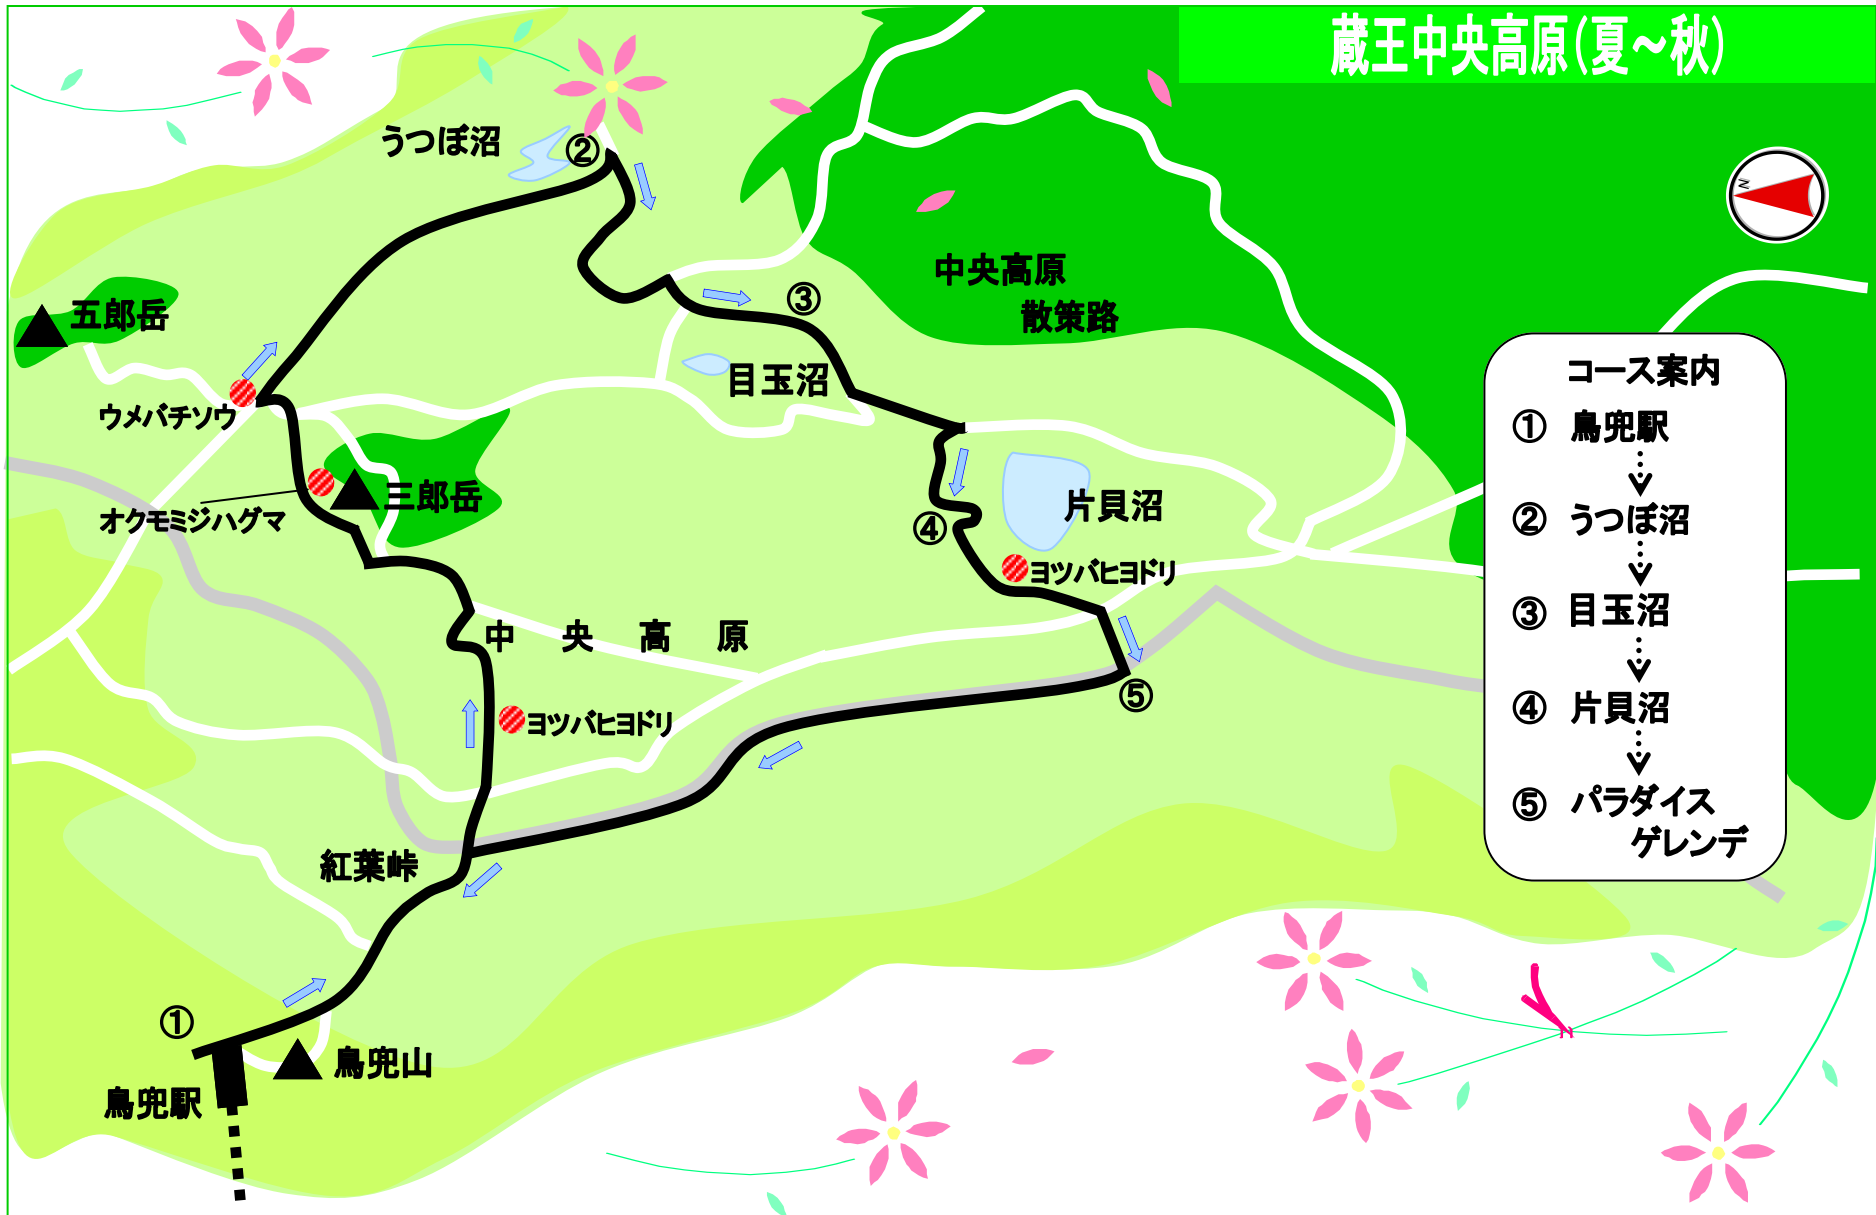 蔵王中央高原(夏～秋)
うつぼ沼
②
N
中央高原
散策路
五郎岳
③
目玉沼
ウメバチソウ
三郎岳
オクモミジハグマ
④
片貝沼
ヨツバヒヨドリ
中央高原
⑤
ヨツバヒヨドリ
紅葉峠
①
鳥兜山
鳥兜駅
コース案内
① 鳥兜駅
② うつぼ沼
③ 目玉沼
④ 片貝沼
⑤ パラダイス
ゲレンデ